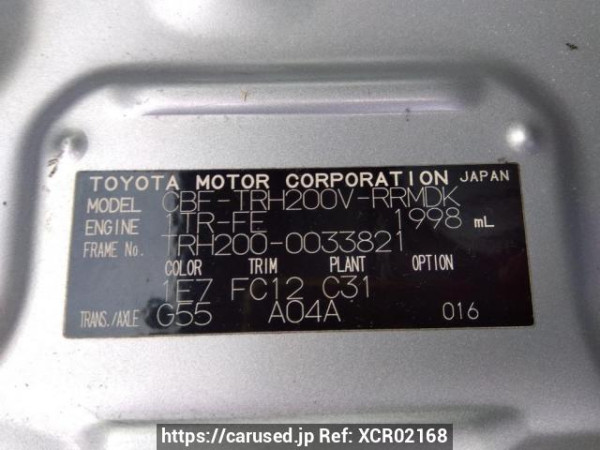 TOYOTA MOTOR CORPORATION JAPAN
MODEL CBF-TRH200V-RRMDK
ENGINE 1TR-FE 1998 mL
FRAME No. TRH200-0033821
COLOR TRIM PLANT OPTION
1E7 FC12 C31
TRANS./AXLE G55 A04A 016
https://carused.jp Ref: XCR02168